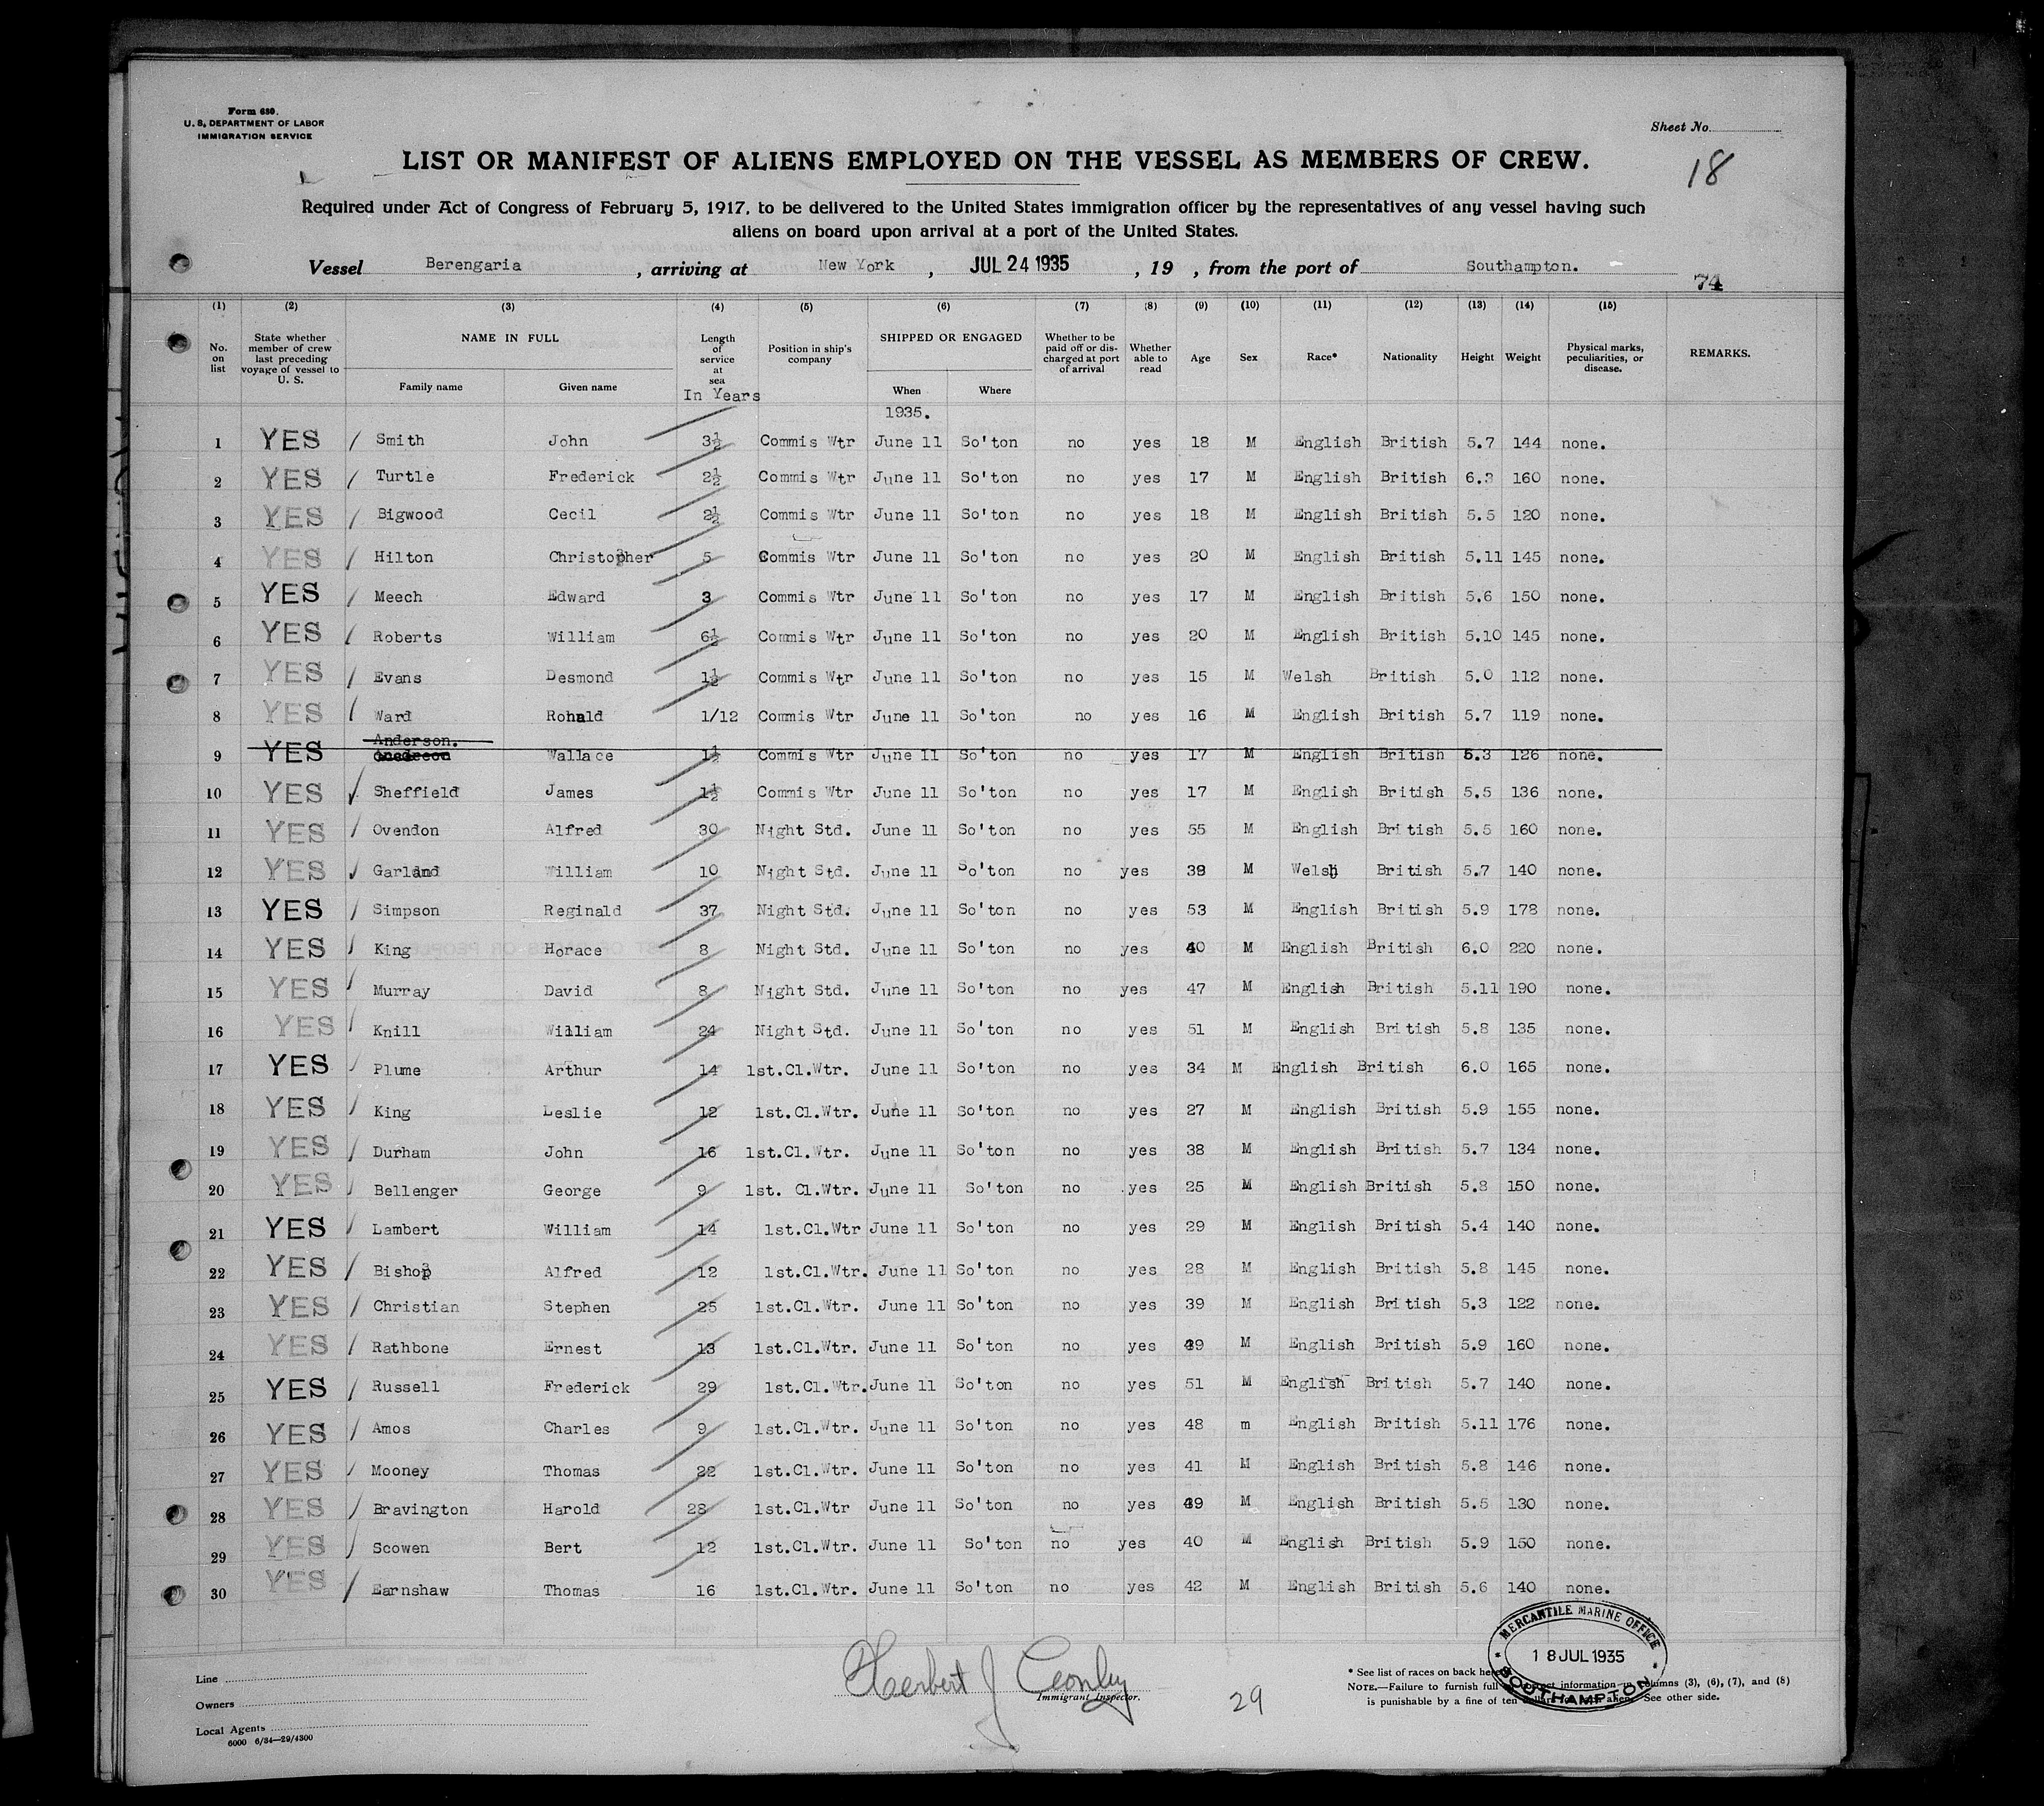 Form 680.
U. S. DEPARTMENT OF LABOR
IMMIGRATION SERVICE
Sheet No.
18
LIST OR MANIFEST OF ALIENS EMPLOYED ON THE VESSEL AS MEMBERS OF CREW.
Required under Act of Congress of February 5, 1917, to be delivered to the United States immigration officer by the representatives of any vessel having such
aliens on board upon arrival at a port of the United States.
Vessel Berengaria, arriving at New York, JUL 24 1935, 19 , from the port of Southampton.
74
(1) (2) (3) (4) (5) (6) (7) (8) (9) (10) (11) (12) (13) (14) (15)
No. on list State whether member of crew last preceding voyage of vessel to U. S. NAME IN FULL Family name Given name Length of service at sea In Years Position in ship's company SHIPPED OR ENGAGED When Where Whether to be paid off or discharged at port of arrival Whether able to read Age Sex Race* Nationality Height Weight Physical marks, peculiarities, or disease. REMARKS.
1935.
1 YES Smith John 3½ Commis Wtr June 11 So'ton no yes 18 M English British 5.7 144 none.
2 YES Turtle Frederick 2½ Commis Wtr June 11 So'ton no yes 17 M English British 6.3 160 none.
3 YES Bigwood Cecil 2½ Commis Wtr June 11 So'ton no yes 18 M English British 5.5 120 none.
4 YES Hilton Christopher 5 Commis Wtr June 11 So'ton no yes 20 M English British 5.11 145 none.
5 YES Meech Edward 3 Commis Wtr June 11 So'ton no yes 17 M English British 5.6 150 none.
6 YES Roberts William 6½ Commis Wtr June 11 So'ton no yes 20 M English British 5.10 145 none.
7 YES Evans Desmond 1½ Commis Wtr June 11 So'ton no yes 15 M Welsh British 5.0 112 none.
8 YES Ward Ronald 1/12 Commis Wtr June 11 So'ton no yes 16 M English British 5.7 119 none.
Anderson.
9 YES Wallace 1½ Commis Wtr June 11 So'ton no yes 17 M English British 5.3 126 none.
10 YES Sheffield James 1½ Commis Wtr June 11 So'ton no yes 17 M English British 5.5 136 none.
11 YES Ovendon Alfred 30 Night Std. June 11 So'ton no yes 55 M English British 5.5 160 none.
12 YES Garland William 10 Night Std. June 11 So'ton no yes 38 M Welsh British 5.7 140 none.
13 YES Simpson Reginald 37 Night Std. June 11 So'ton no yes 53 M English British 5.9 178 none.
14 YES King Horace 8 Night Std. June 11 So'ton no yes 40 M English British 6.0 220 none.
15 YES Murray David 8 Night Std. June 11 So'ton no yes 47 M English British 5.11 190 none.
16 YES Knill William 24 Night Std. June 11 So'ton no yes 51 M English British 5.8 135 none.
17 YES Plume Arthur 14 1st.Cl.Wtr. June 11 So'ton no yes 34 M English British 6.0 165 none.
18 YES King Leslie 12 1st.Cl.Wtr. June 11 So'ton no yes 27 M English British 5.9 155 none.
19 YES Durham John 16 1st.Cl.Wtr. June 11 So'ton no yes 38 M English British 5.7 134 none.
20 YES Bellenger George 9 1st. Cl.Wtr. June 11 So'ton no yes 25 M English British 5.8 150 none.
21 YES Lambert William 14 1st.Cl.Wtr June 11 So'ton no yes 29 M English British 5.4 140 none.
22 YES Bishop Alfred 12 1st.Cl.Wtr. June 11 So'ton no yes 28 M English British 5.8 145 none.
23 YES Christian Stephen 25 1st.Cl.Wtr. June 11 So'ton no yes 39 M English British 5.3 122 none.
24 YES Rathbone Ernest 13 1st.Cl.Wtr. June 11 So'ton no yes M English British 5.9 160 none.
25 YES Russell Frederick 29 1st.Cl.Wtr. June 11 So'ton no yes 51 M English British 5.7 140 none.
26 YES Amos Charles 9 1st.Cl.Wtr. June 11 So'ton no yes 48 m English British 5.11 176 none.
27 YES Mooney Thomas 22 1st.Cl.Wtr. June 11 So'ton no yes 41 M English British 5.8 146 none.
28 YES Bravington Harold 28 1st.Cl.Wtr June 11 So'ton no yes M English British 5.5 130 none.
29 YES Scowen Bert 12 1st.Cl.Wtr. June 11 So'ton no yes 40 M English British 5.9 150 none.
30 YES Earnshaw Thomas 16 1st.Cl.Wtr. June 11 So'ton no yes 42 M English British 5.6 140 none.
MERCANTILE MARINE OFFICE
18 JUL 1935
SOUTHAMPTON
Line
Owners
Local Agents
6000 6/34—29/4300
Herbert J
Immigrant Inspector.
29
* See list of races on back
NOTE.—Failure to furnish full information in columns (3), (6), (7), and (8)
is punishable by a fine of ten See other side.